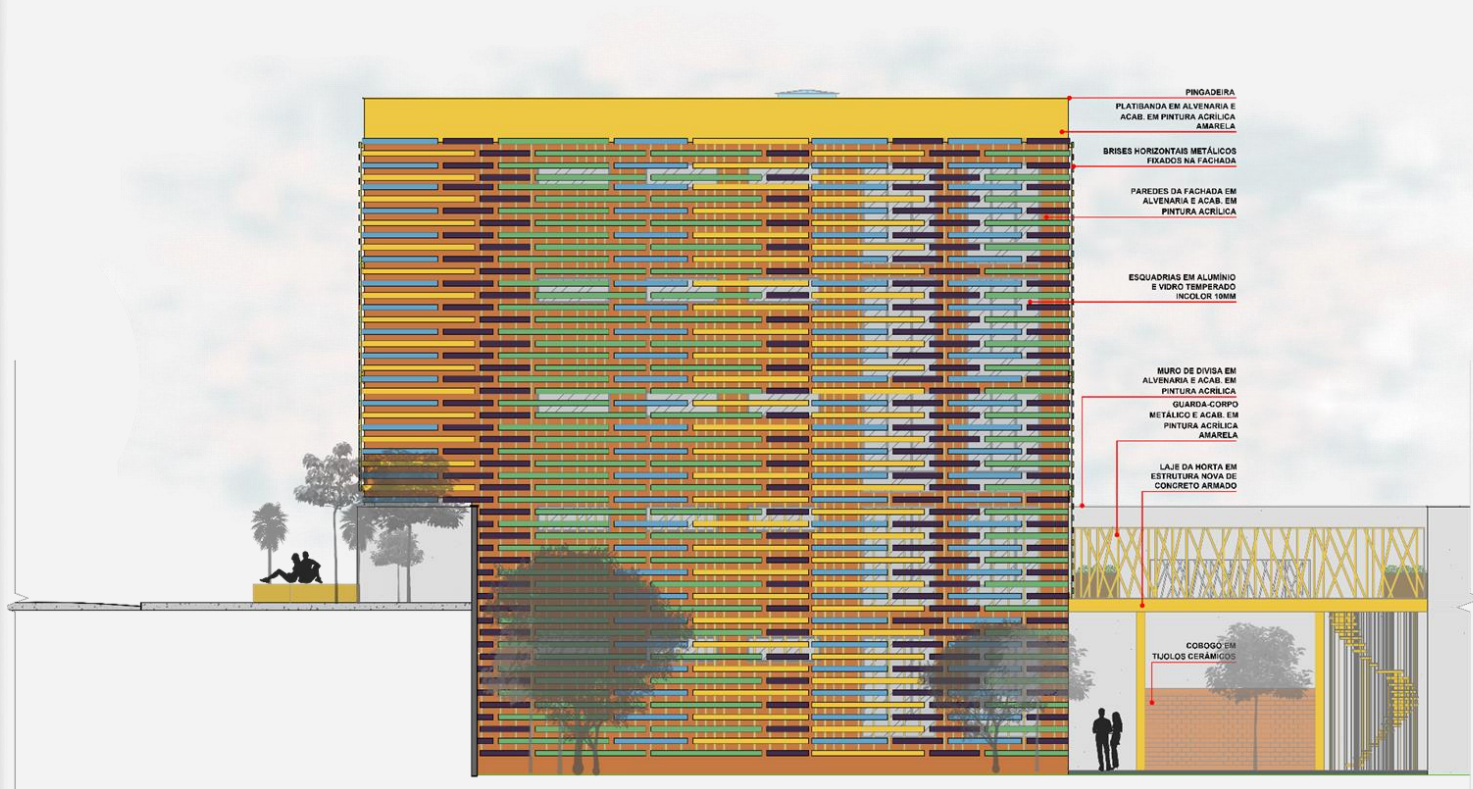 PINGADEIRA
PLATIBANDA EM ALVENARIA E
ACAB. EM PINTURA ACRÍLICA
AMARELA
BRISES HORIZONTAIS METÁLICOS
FIXADOS NA FACHADA
PAREDES DA FACHADA EM
ALVENARIA E ACAB. EM
PINTURA ACRÍLICA
ESQUADRIAS EM ALUMÍNIO
E VIDRO TEMPERADO
INCOLOR 10MM
MURO DE DIVISA EM
ALVENARIA E ACAB. EM
PINTURA ACRÍLICA
GUARDA-CORPO
METÁLICO E ACAB. EM
PINTURA ACRÍLICA
AMARELA
LAJE DA HORTA EM
ESTRUTURA NOVA DE
CONCRETO ARMADO
COBOGÓ EM
TIJOLOS CERÂMICOS